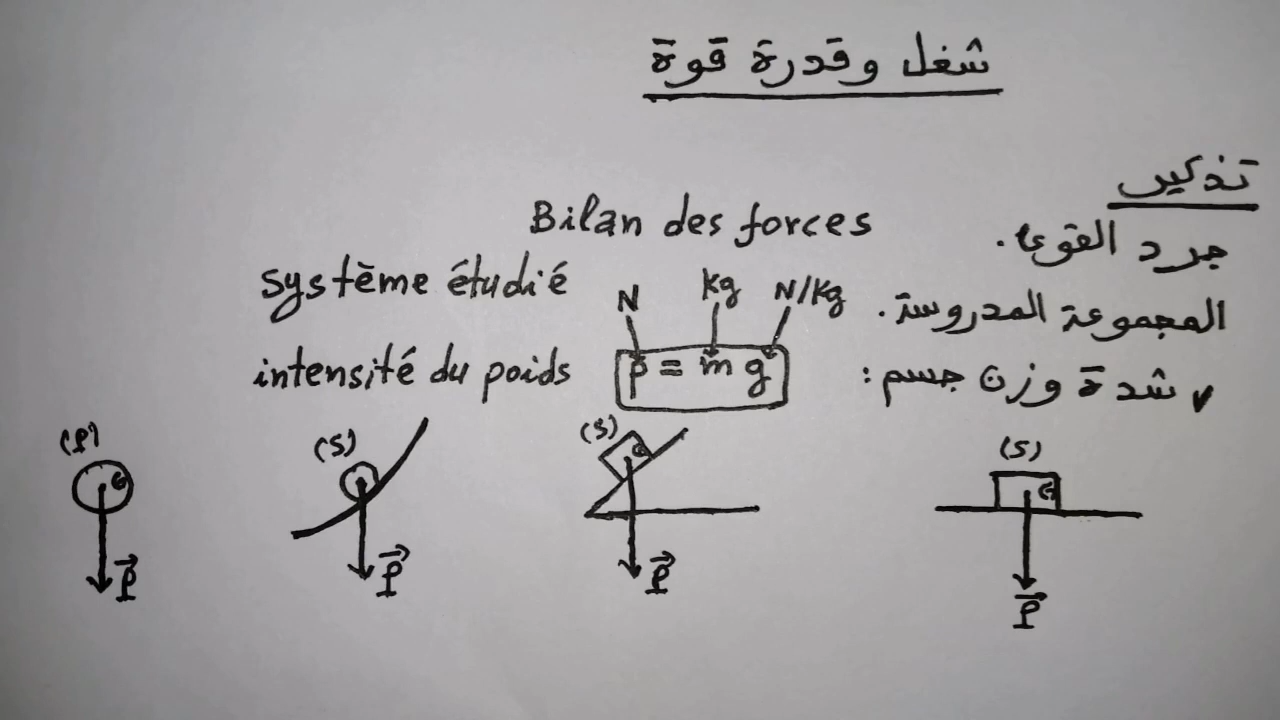 شغل وقدرة قوة
تذكير
جرد القوى. Bilan des forces
المجموعة المدروسة. système étudié
N kg N/kg
✓ شدة وزن جسم: p = m g intensité du poids
(S) (S) (S) (S)
G G G
P P P P